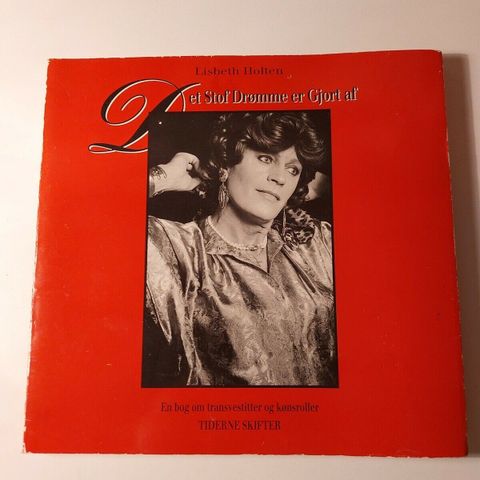 Lisbeth Holten
Det Stof Drømme er Gjort af
En bog om transvestitter og kønsroller
TIDERNE SKIFTER